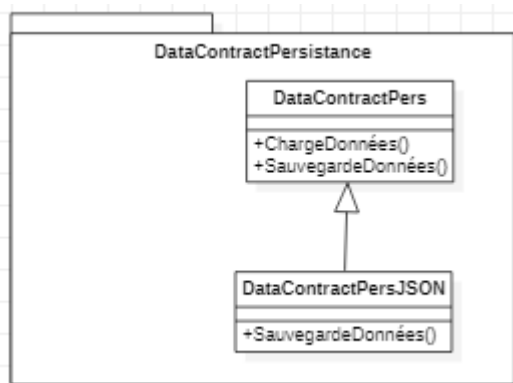 DataContractPersistance
DataContractPers
+ChargeDonnées()
+SauvegardeDonnées()
DataContractPersJSON
+SauvegardeDonnées()